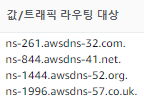 값/트래픽 라우팅 대상
ns-261.awsdns-32.com.
ns-844.awsdns-41.net.
ns-1444.awsdns-52.org.
ns-1996.awsdns-57.co.uk.